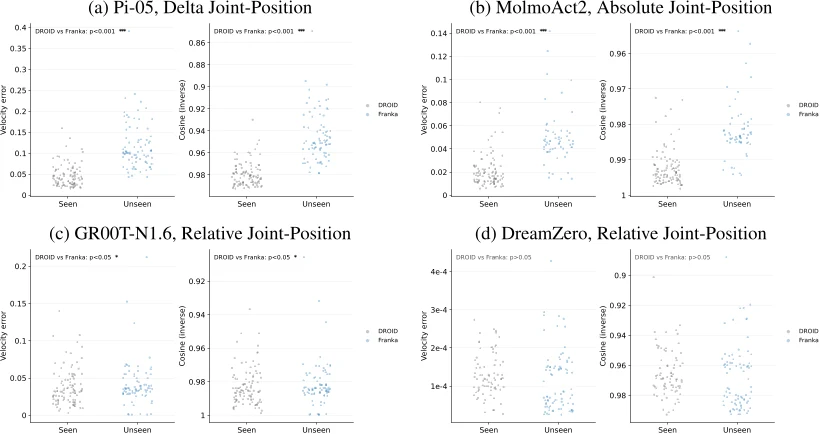 (a) Pi-05, Delta Joint-Position
DROID vs Franka: p<0.001 ***
Velocity error
0.4
0.35
0.3
0.25
0.2
0.15
0.1
0.05
0
Seen
Unseen
DROID vs Franka: p<0.001 ***
Cosine (inverse)
0.86
0.88
0.9
0.92
0.94
0.96
0.98
Seen
Unseen
DROID
Franka
(b) MolmoAct2, Absolute Joint-Position
DROID vs Franka: p<0.001 ***
Velocity error
0.14
0.12
0.1
0.08
0.06
0.04
0.02
0
Seen
Unseen
DROID vs Franka: p<0.001 ***
Cosine (inverse)
0.96
0.97
0.98
0.99
1
Seen
Unseen
DROID
Franka
(c) GR00T-N1.6, Relative Joint-Position
DROID vs Franka: p<0.05 *
Velocity error
0.2
0.15
0.1
0.05
0
Seen
Unseen
DROID vs Franka: p<0.05 *
Cosine (inverse)
0.92
0.94
0.96
0.98
1
Seen
Unseen
DROID
Franka
(d) DreamZero, Relative Joint-Position
DROID vs Franka: p>0.05
Velocity error
4e-4
3e-4
2e-4
1e-4
Seen
Unseen
DROID vs Franka: p>0.05
Cosine (inverse)
0.9
0.92
0.94
0.96
0.98
Seen
Unseen
DROID
Franka